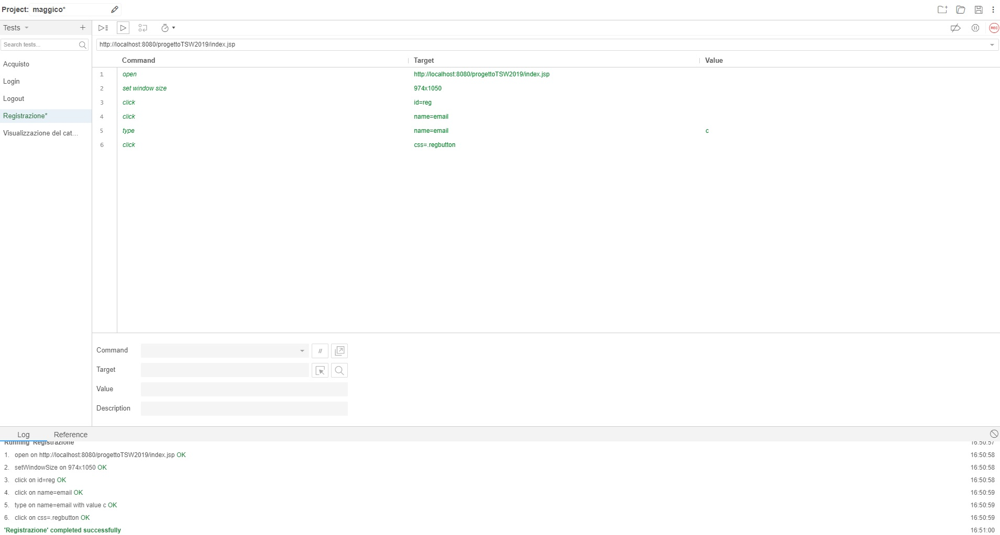 Project: maggico*
Tests
REC
Search tests...
http://localhost:8080/progettoTSW2019/index.jsp
Acquisto
Login
Logout
Registrazione*
Visualizzazione del cat...
Command Target Value
1 open http://localhost:8080/progettoTSW2019/index.jsp
2 set window size 974x1050
3 click id=reg
4 click name=email
5 type name=email c
6 click css=.regbutton
Command //
Target
Value
Description
Log Reference
Running 'Registrazione' 16:50:57
1. open on http://localhost:8080/progettoTSW2019/index.jsp OK 16:50:58
2. setWindowSize on 974x1050 OK 16:50:58
3. click on id=reg OK 16:50:58
4. click on name=email OK 16:50:59
5. type on name=email with value c OK 16:50:59
6. click on css=.regbutton OK 16:50:59
'Registrazione' completed successfully 16:51:00